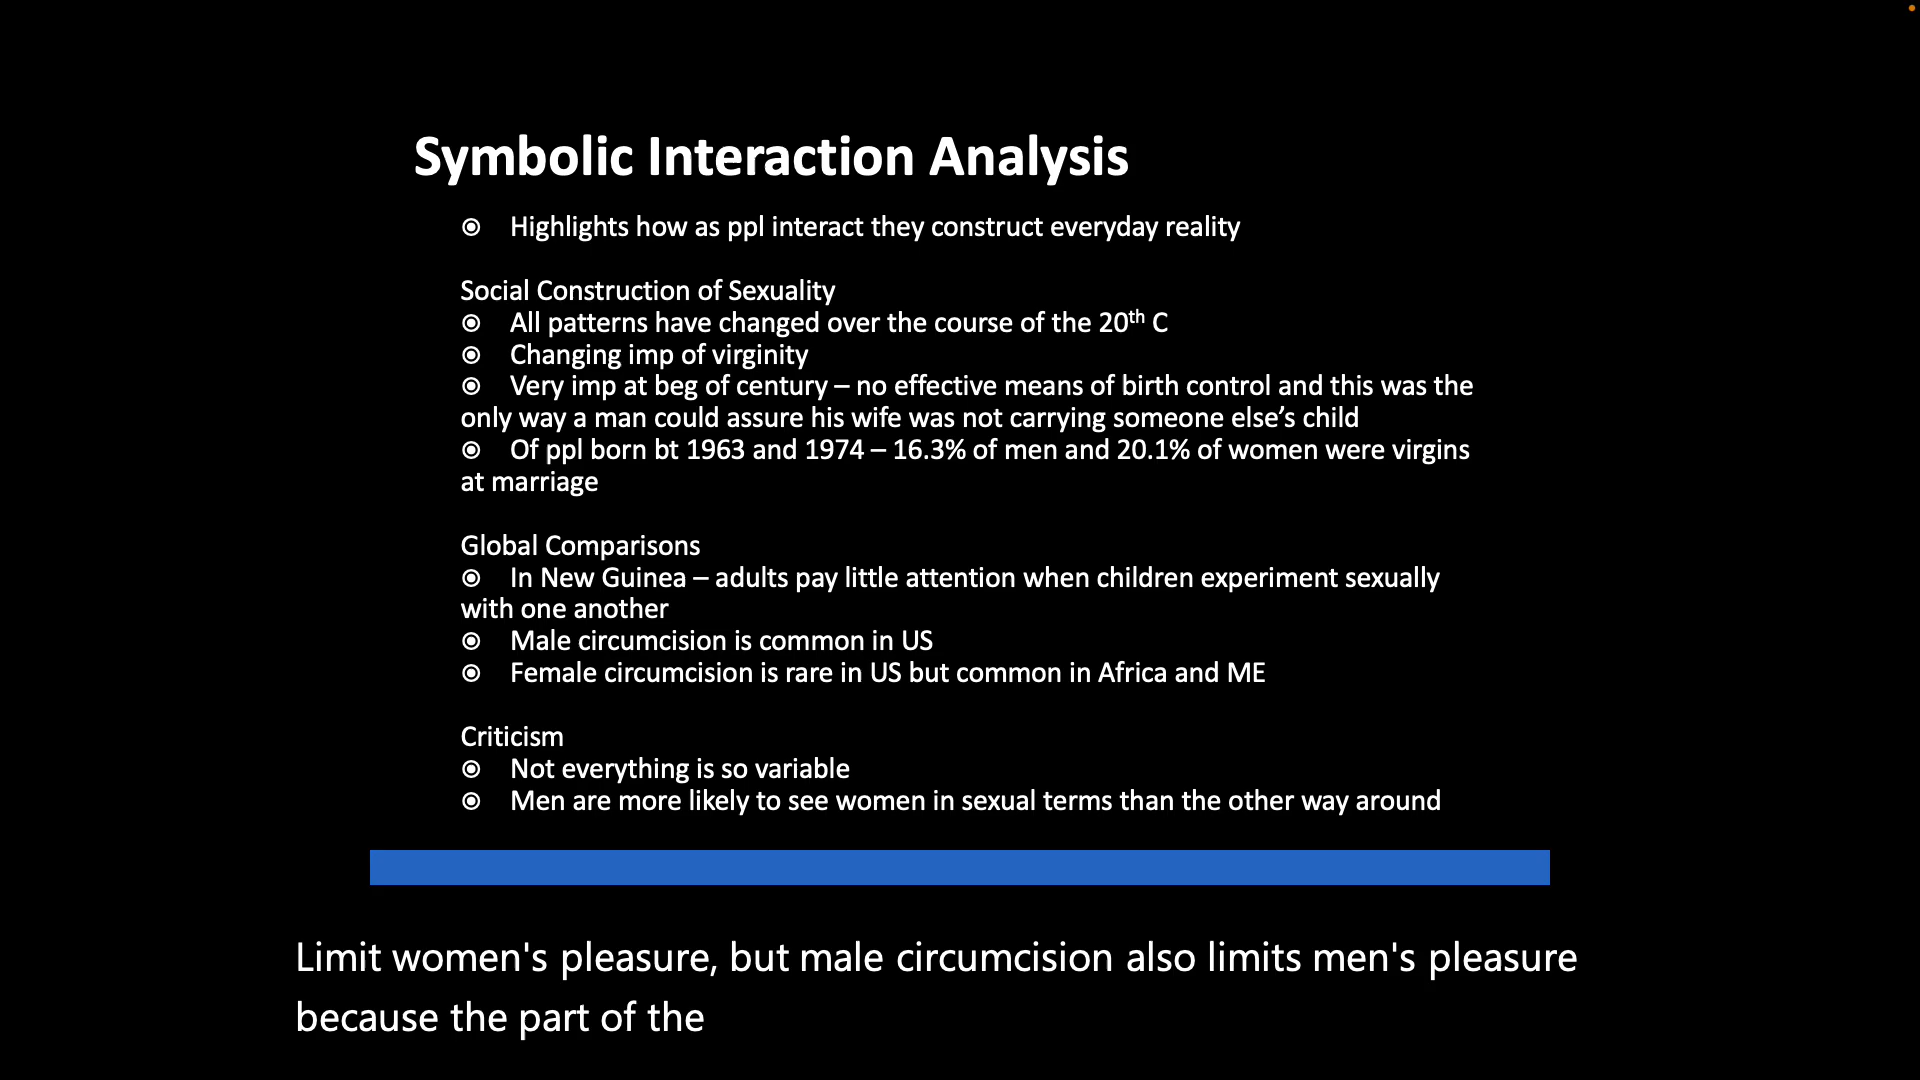 Symbolic Interaction Analysis
Highlights how as ppl interact they construct everyday reality
Social Construction of Sexuality
All patterns have changed over the course of the 20th C
Changing imp of virginity
Very imp at beg of century – no effective means of birth control and this was the
only way a man could assure his wife was not carrying someone else’s child
Of ppl born bt 1963 and 1974 – 16.3% of men and 20.1% of women were virgins
at marriage
Global Comparisons
In New Guinea – adults pay little attention when children experiment sexually
with one another
Male circumcision is common in US
Female circumcision is rare in US but common in Africa and ME
Criticism
Not everything is so variable
Men are more likely to see women in sexual terms than the other way around
Limit women's pleasure, but male circumcision also limits men's pleasure
because the part of the